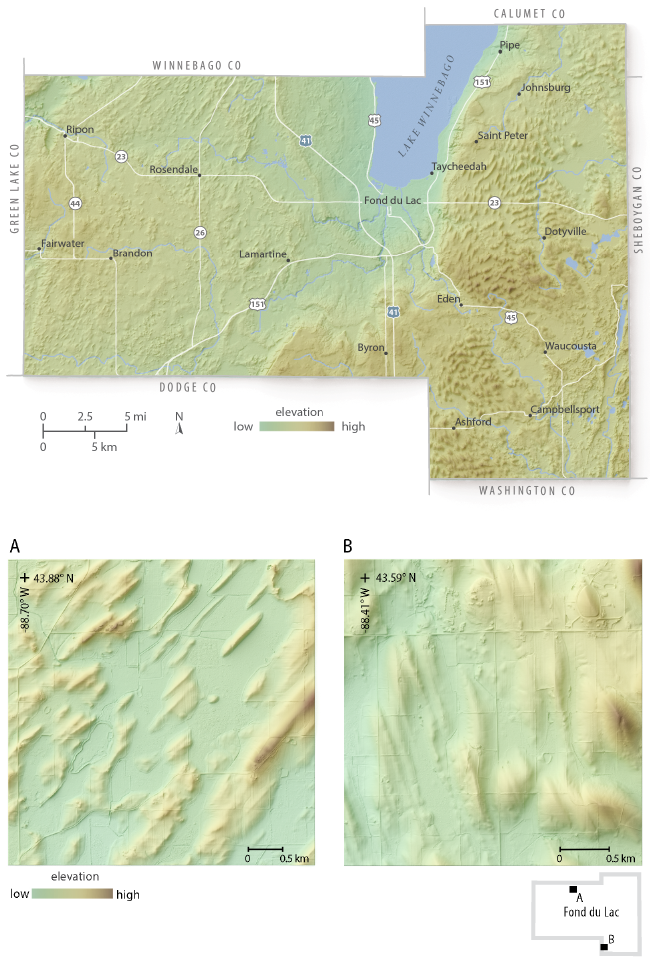 CALUMET CO
WINNEBAGO CO
Pipe
151
Johnsburg
LAKE WINNEBAGO
45
41
Ripon
23
Saint Peter
Rosendale
Taycheedah
GREEN LAKE CO
SHEBOYGAN CO
44
Fond du Lac
23
26
Dotyville
Fairwater
Brandon
Lamartine
151
Eden
41
45
Byron
Waucousta
DODGE CO
Campbellsport
Ashford
0 2.5 5 mi
0 5 km
N
elevation
low high
WASHINGTON CO
A
43.88° N
-88.70° W
0 0.5 km
elevation
low high
B
43.59° N
-88.41° W
0 0.5 km
A
Fond du Lac
B